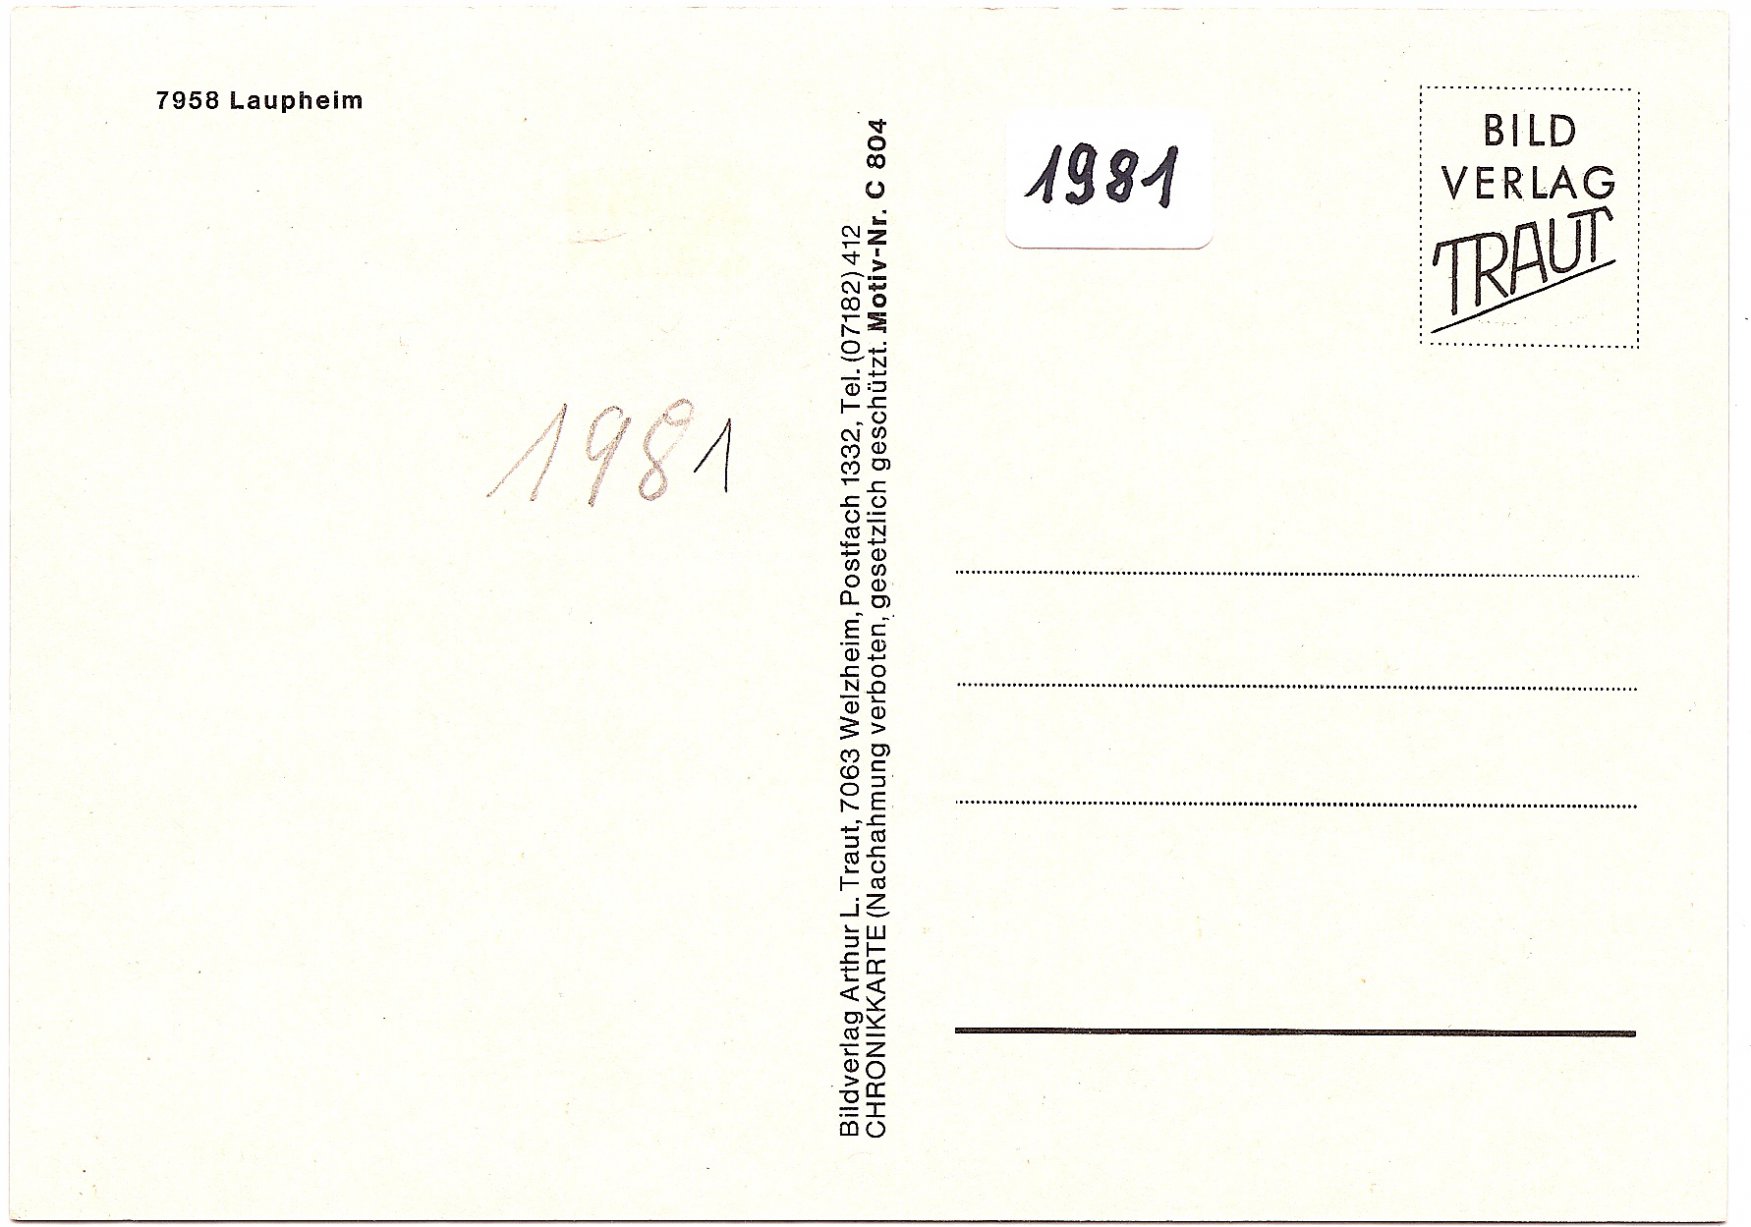 7958 Laupheim
1981
Bildverlag Arthur L. Traut, 7063 Welzheim, Postfach 1332, Tel. (07182) 412
CHRONIKKARTE (Nachahmung verboten, gesetzlich geschützt. Motiv-Nr. C 804
1981
BILD
VERLAG
TRAUT